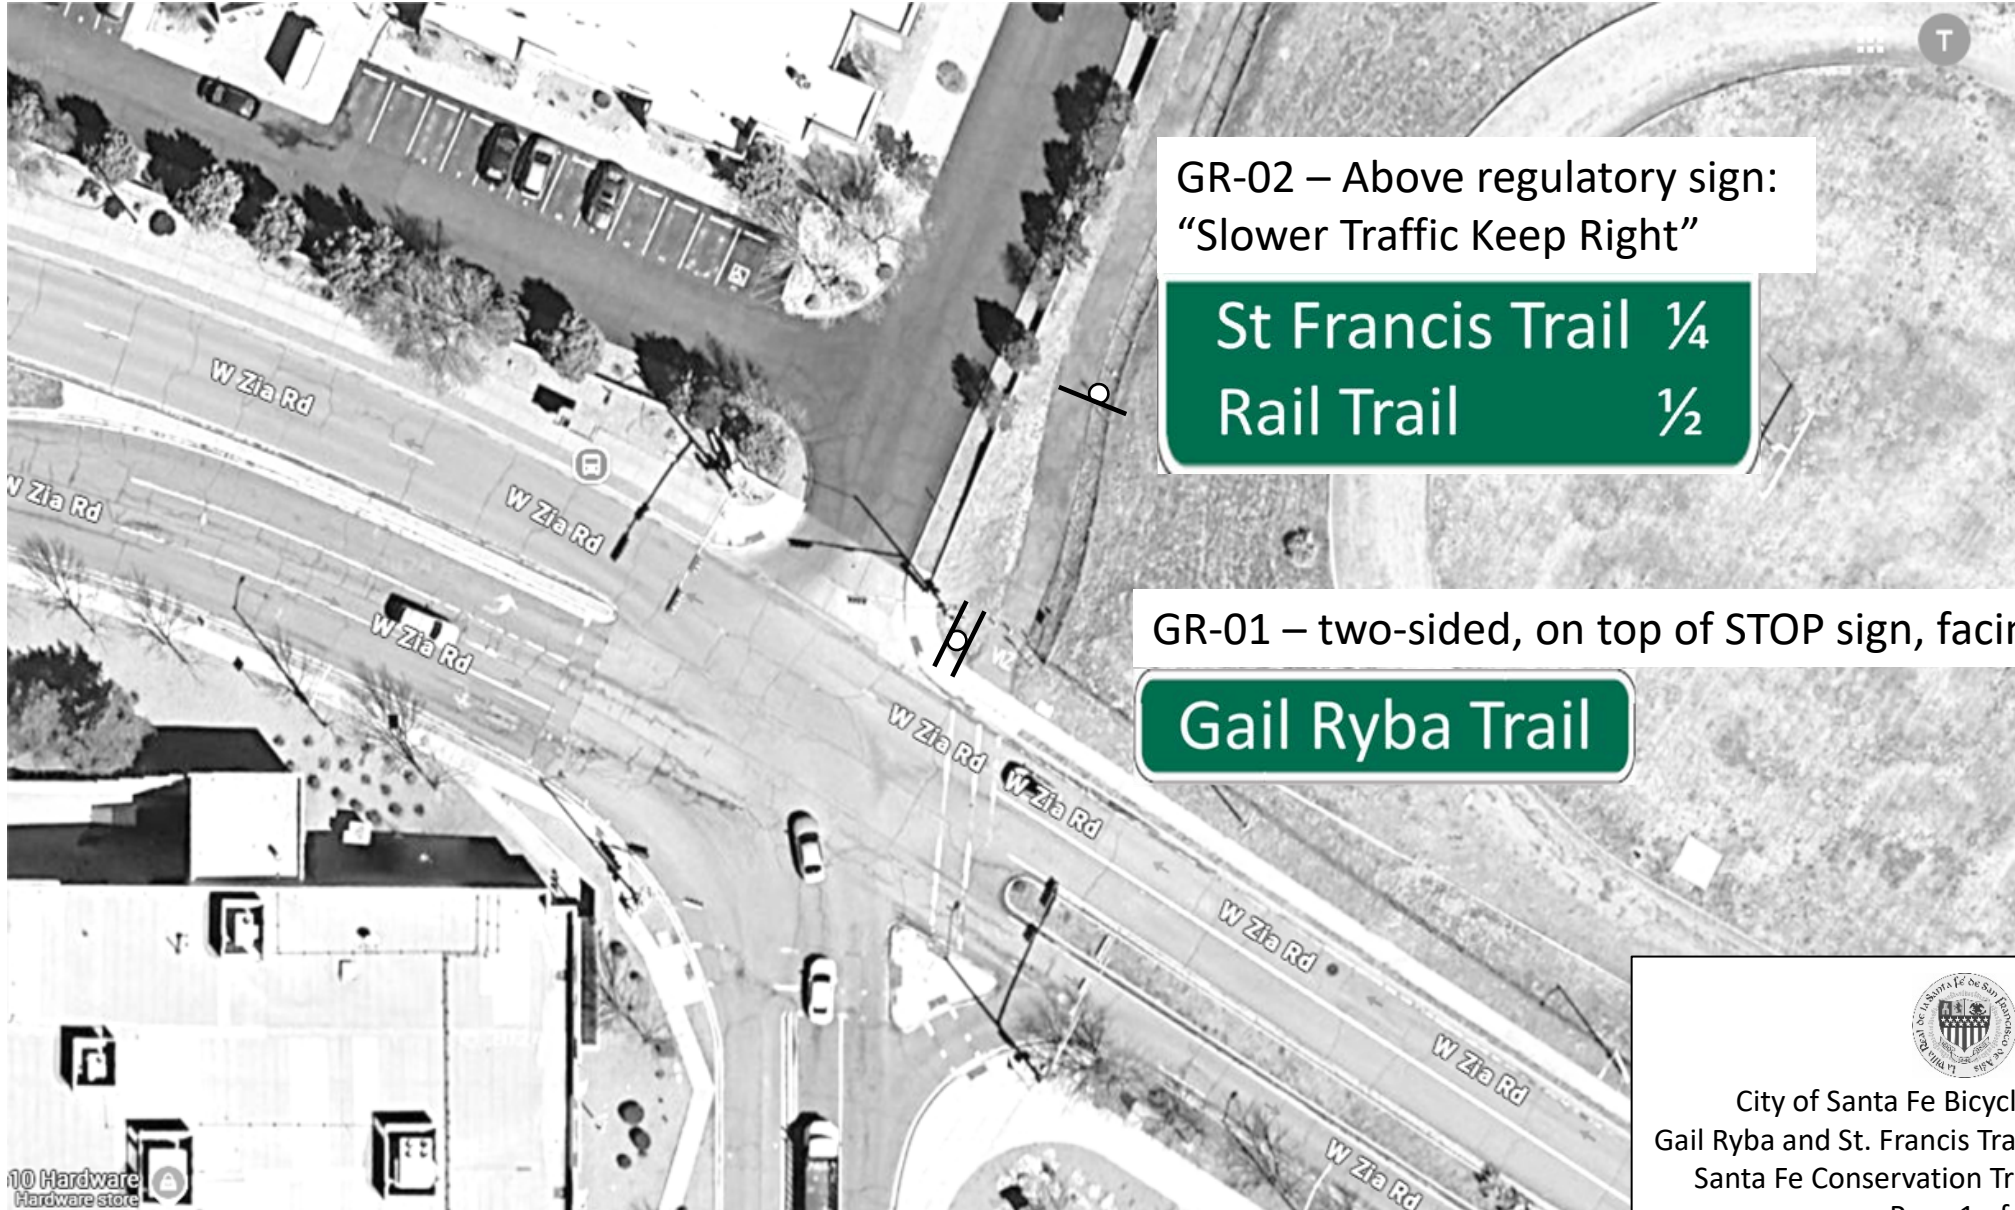 T
GR-02 – Above regulatory sign:
“Slower Traffic Keep Right”
St Francis Trail ¼
Rail Trail ½
W Zia Rd
W Zia Rd
W Zia Rd
W Zia Rd
GR-01 – two-sided, on top of STOP sign, facin
Gail Ryba Trail
W Zia Rd
W Zia Rd
W Zia Rd
W Zia Rd
W Zia Rd
City of Santa Fe Bicycl
Gail Ryba and St. Francis Tra
Santa Fe Conservation Tr
10 Hardware
Hardware store